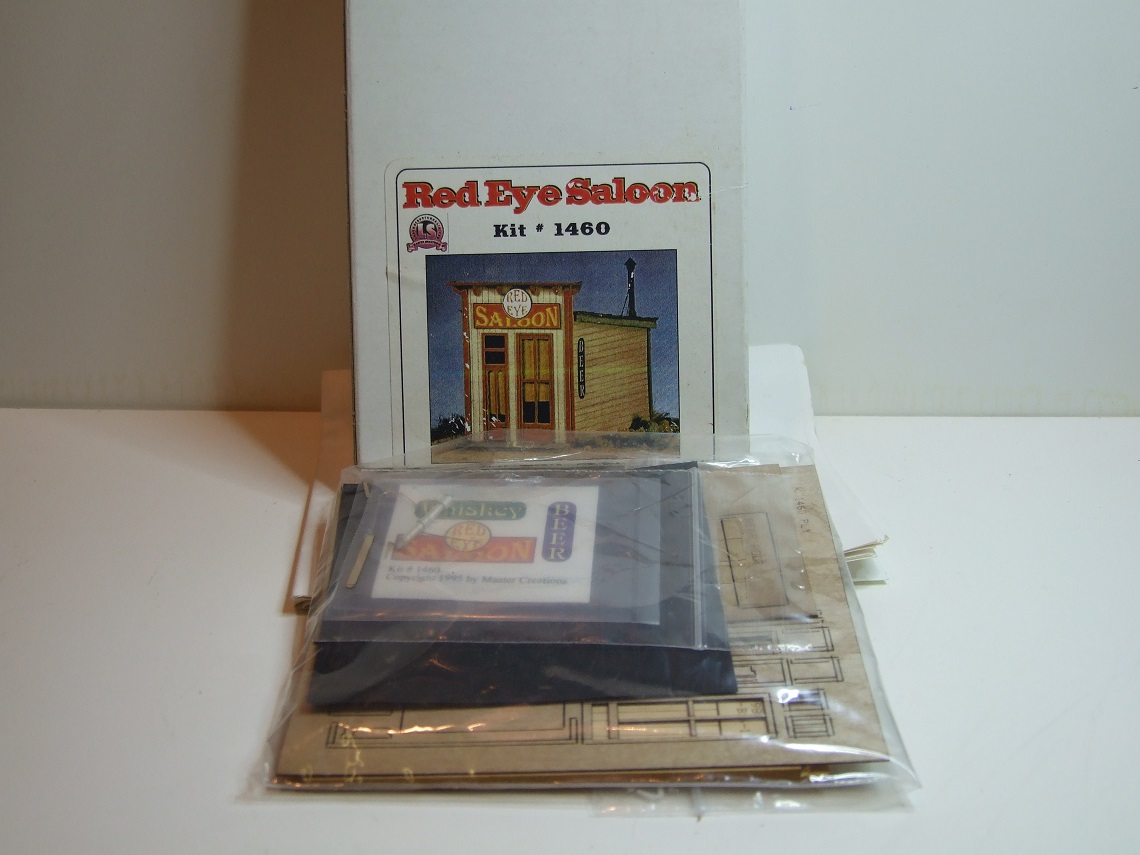 Red Eye Saloon
Kit # 1460
LS
RED
EYE
SALOON
BEER
Whiskey
BEER
RED
EYE
SALOON
Kit # 1460
Copyright 1995 by Master Creations